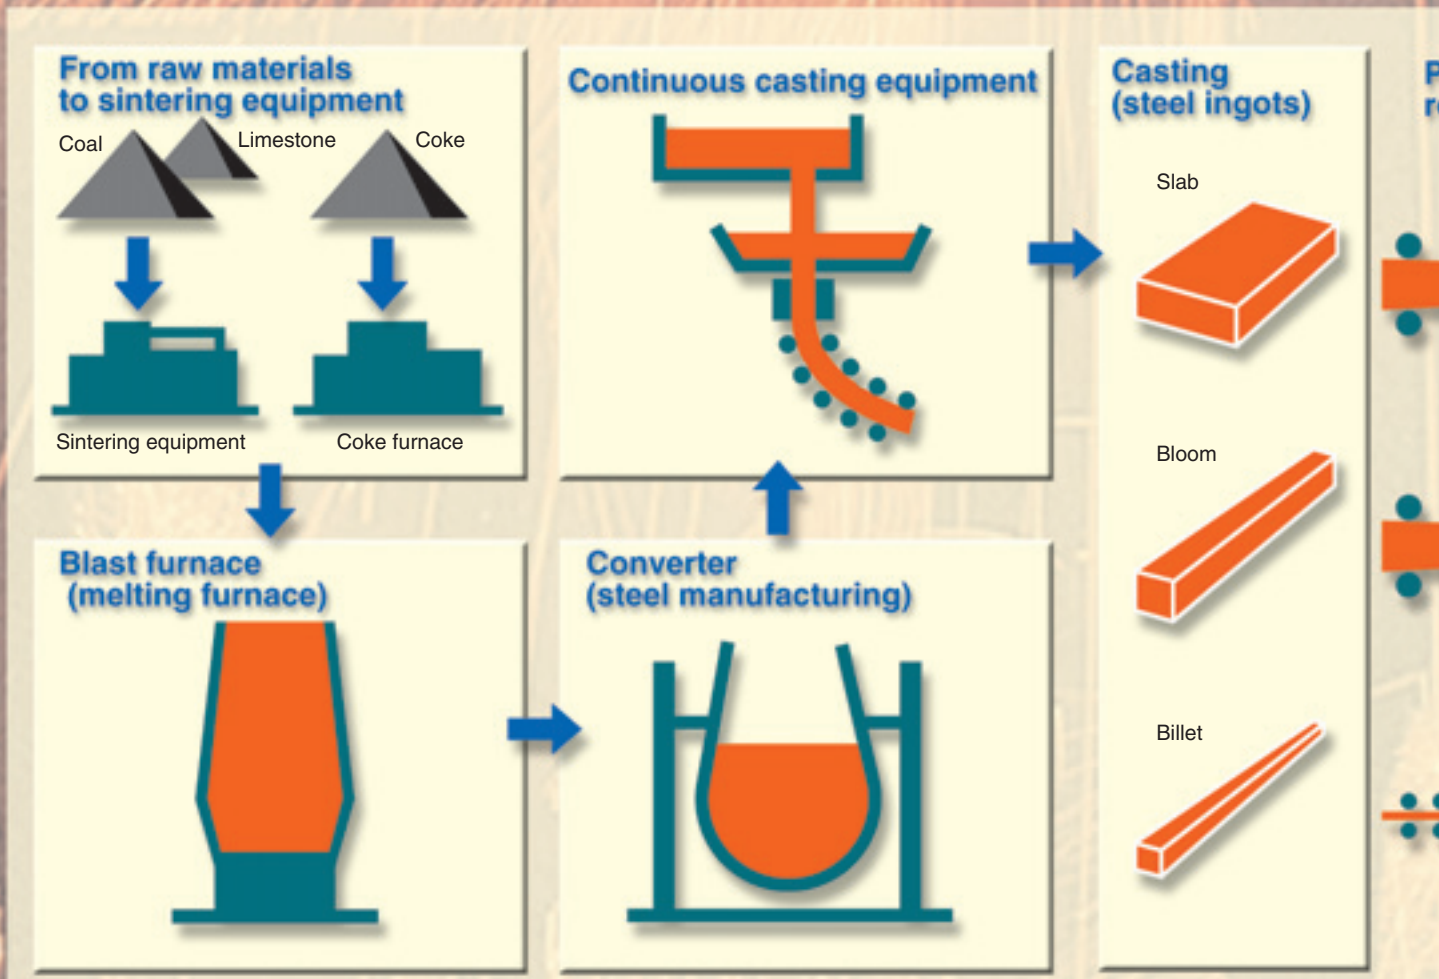 From raw materials
to sintering equipment
Coal
Limestone
Coke
Sintering equipment
Coke furnace
Blast furnace
(melting furnace)
Converter
(steel manufacturing)
Continuous casting equipment
Casting
(steel ingots)
Slab
Bloom
Billet